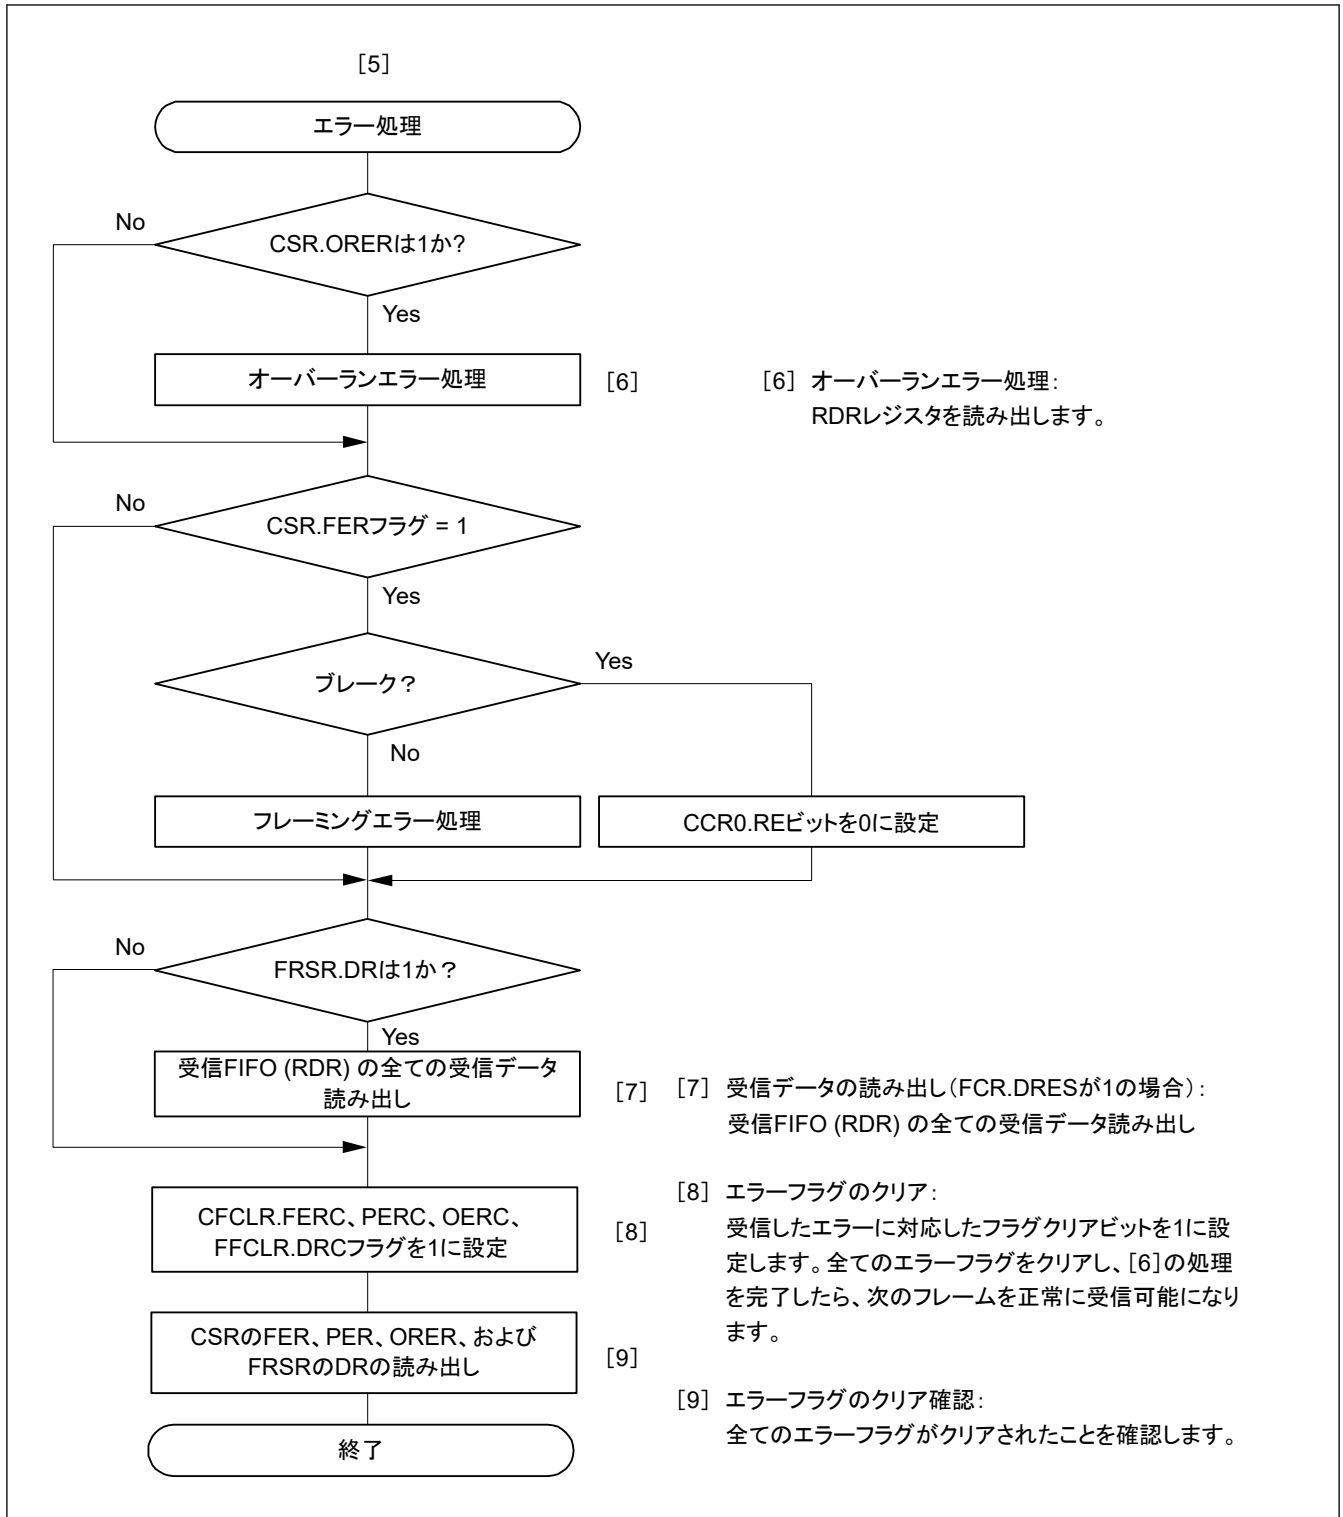 [5]
エラー処理
No
CSR.ORERは1か?
Yes
オーバーランエラー処理
[6]
[6] オーバーランエラー処理:
RDRレジスタを読み出します。
No
CSR.FERフラグ = 1
Yes
ブレーク？
Yes
No
フレーミングエラー処理
CCR0.REビットを0に設定
No
FRSR.DRは1か？
Yes
受信FIFO (RDR) の全ての受信データ
読み出し
[7]
[7] 受信データの読み出し(FCR.DRESが1の場合):
受信FIFO (RDR) の全ての受信データ読み出し
CFCLR.FERC、PERC、OERC、
FFCLR.DRCフラグを1に設定
[8]
[8] エラーフラグのクリア:
受信したエラーに対応したフラグクリアビットを1に設
定します。全てのエラーフラグをクリアし、[6]の処理
を完了したら、次のフレームを正常に受信可能になり
ます。
CSRのFER、PER、ORER、および
FRSRのDRの読み出し
[9]
[9] エラーフラグのクリア確認:
全てのエラーフラグがクリアされたことを確認します。
終了